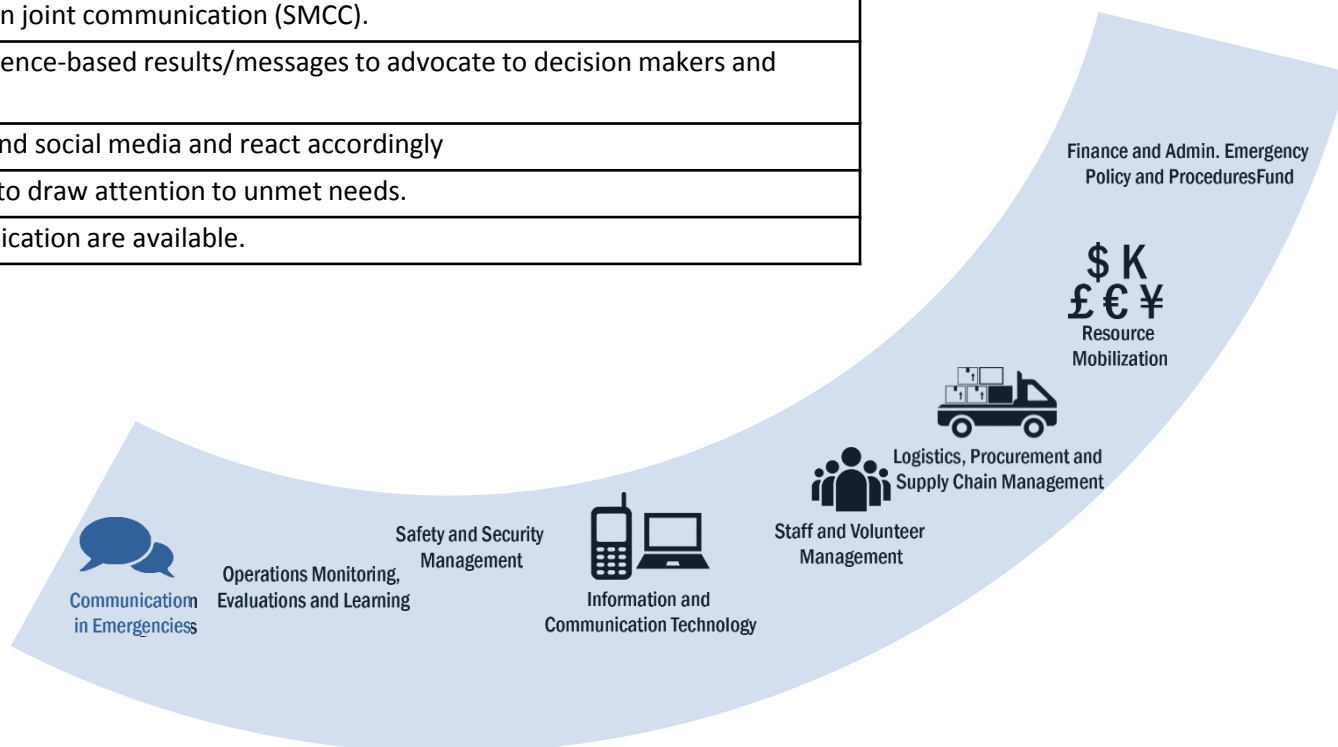 n joint communication (SMCC).
ence-based results/messages to advocate to decision makers and
nd social media and react accordingly
to draw attention to unmet needs.
ication are available.
Finance and Admin. Emergency
Policy and ProceduresFund
$ K
£ € ¥
Resource
Mobilization
Logistics, Procurement and
Supply Chain Management
Staff and Volunteer
Management
Safety and Security
Management
Information and
Communication Technology
Operations Monitoring,
Evaluations and Learning
Communication
in Emergencies